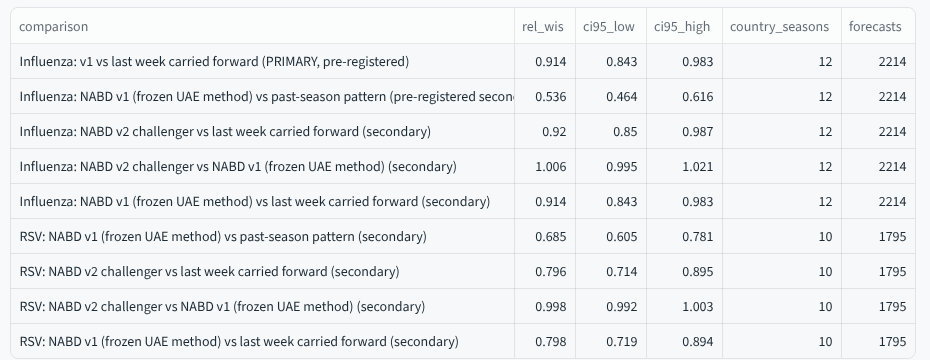 comparison rel_wis ci95_low ci95_high country_seasons forecasts
Influenza: v1 vs last week carried forward (PRIMARY, pre-registered) 0.914 0.843 0.983 12 2214
Influenza: NABD v1 (frozen UAE method) vs past-season pattern (pre-registered secon 0.536 0.464 0.616 12 2214
Influenza: NABD v2 challenger vs last week carried forward (secondary) 0.92 0.85 0.987 12 2214
Influenza: NABD v2 challenger vs NABD v1 (frozen UAE method) (secondary) 1.006 0.995 1.021 12 2214
Influenza: NABD v1 (frozen UAE method) vs last week carried forward (secondary) 0.914 0.843 0.983 12 2214
RSV: NABD v1 (frozen UAE method) vs past-season pattern (secondary) 0.685 0.605 0.781 10 1795
RSV: NABD v2 challenger vs last week carried forward (secondary) 0.796 0.714 0.895 10 1795
RSV: NABD v2 challenger vs NABD v1 (frozen UAE method) (secondary) 0.998 0.992 1.003 10 1795
RSV: NABD v1 (frozen UAE method) vs last week carried forward (secondary) 0.798 0.719 0.894 10 1795